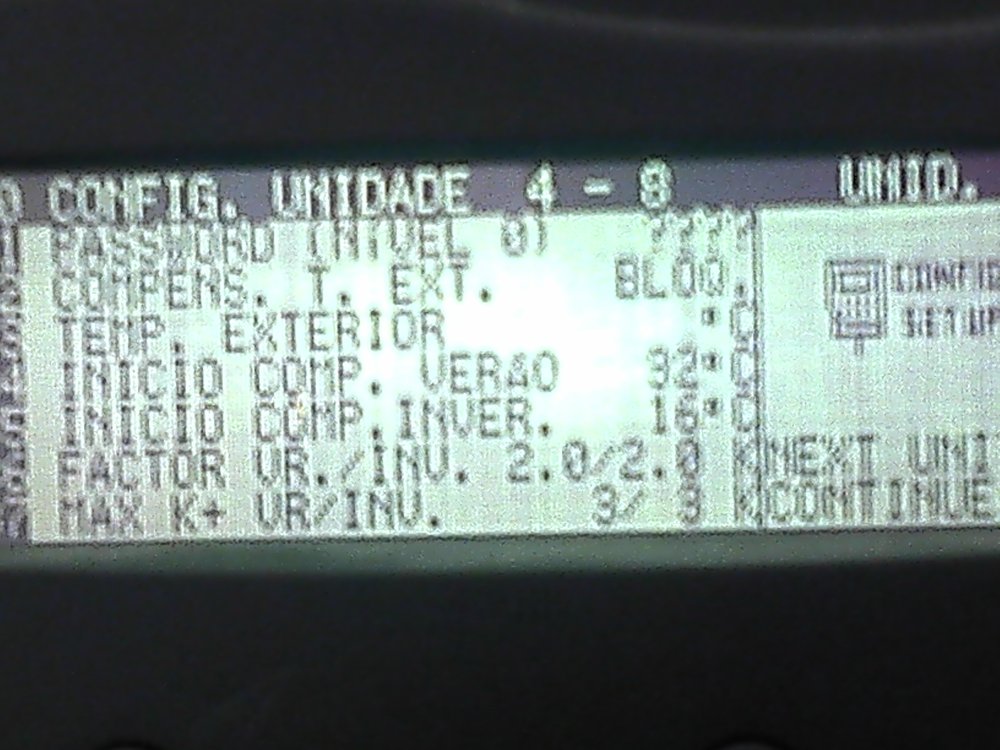 CONFIG. UNIDADE 4 - 8
PASSWORD (NIVEL 0) ????
COMPENS. T. EXT. BLOQ.
TEMP. EXTERIOR °C
INICIO COMP. VERAO 32°C
INICIO COMP.INVER. 16°C
FACTOR VR./INV. 2.0/2.0 K
MAX K+ VR/INV. 3/ 3 K
UNID.
CONFIG
SETUP
NEXT UNI
CONTINUE